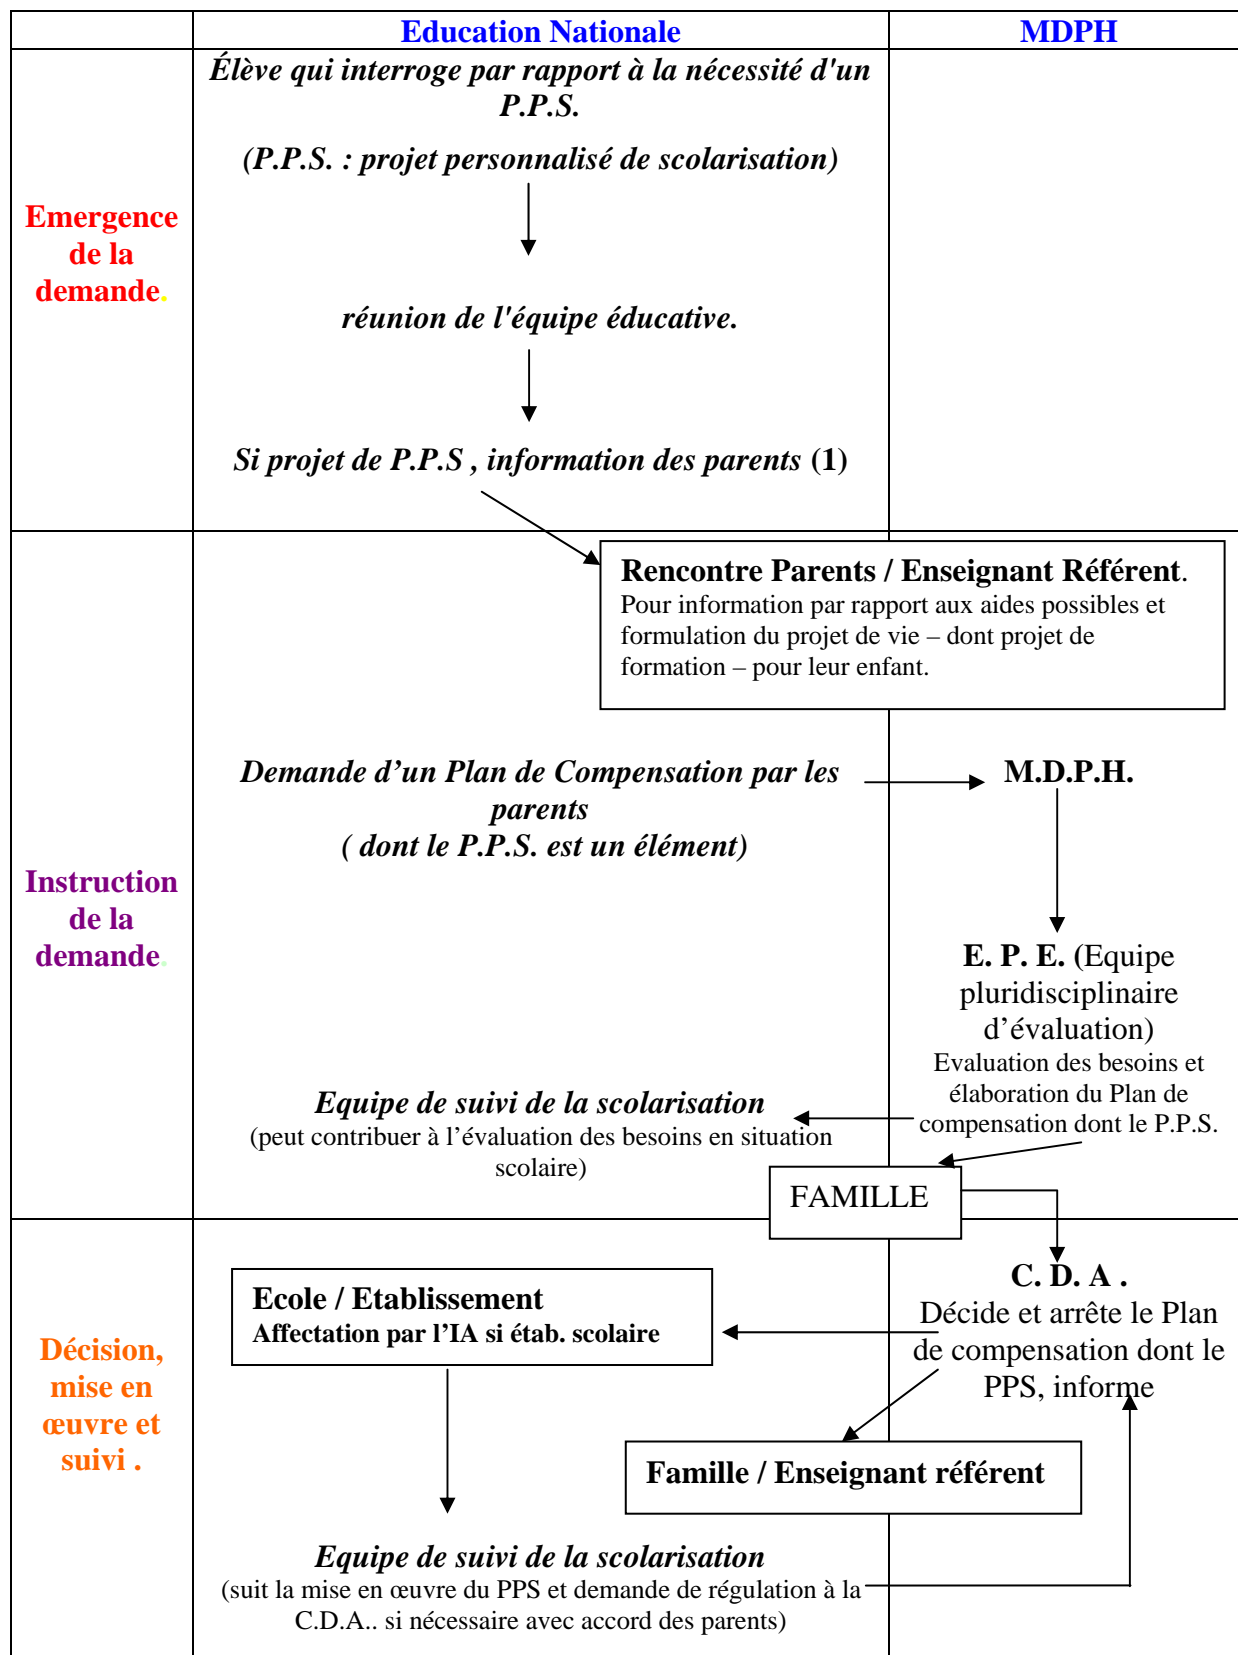 Education Nationale
MDPH
Emergence
de la
demande.
Élève qui interroge par rapport à la nécessité d'un
P.P.S.
(P.P.S. : projet personnalisé de scolarisation)
réunion de l'équipe éducative.
Si projet de P.P.S , information des parents (1)
Instruction
de la
demande.
Rencontre Parents / Enseignant Référent.
Pour information par rapport aux aides possibles et
formulation du projet de vie – dont projet de
formation – pour leur enfant.
Demande d’un Plan de Compensation par les
parents
( dont le P.P.S. est un élément)
M.D.P.H.
E. P. E. (Equipe
pluridisciplinaire
d’évaluation)
Evaluation des besoins et
élaboration du Plan de
compensation dont le P.P.S.
Equipe de suivi de la scolarisation
(peut contribuer à l’évaluation des besoins en situation
scolaire)
FAMILLE
Décision,
mise en
œuvre et
suivi .
C. D. A .
Décide et arrête le Plan
de compensation dont le
PPS, informe
Ecole / Etablissement
Affectation par l’IA si étab. scolaire
Famille / Enseignant référent
Equipe de suivi de la scolarisation
(suit la mise en œuvre du PPS et demande de régulation à la
C.D.A.. si nécessaire avec accord des parents)